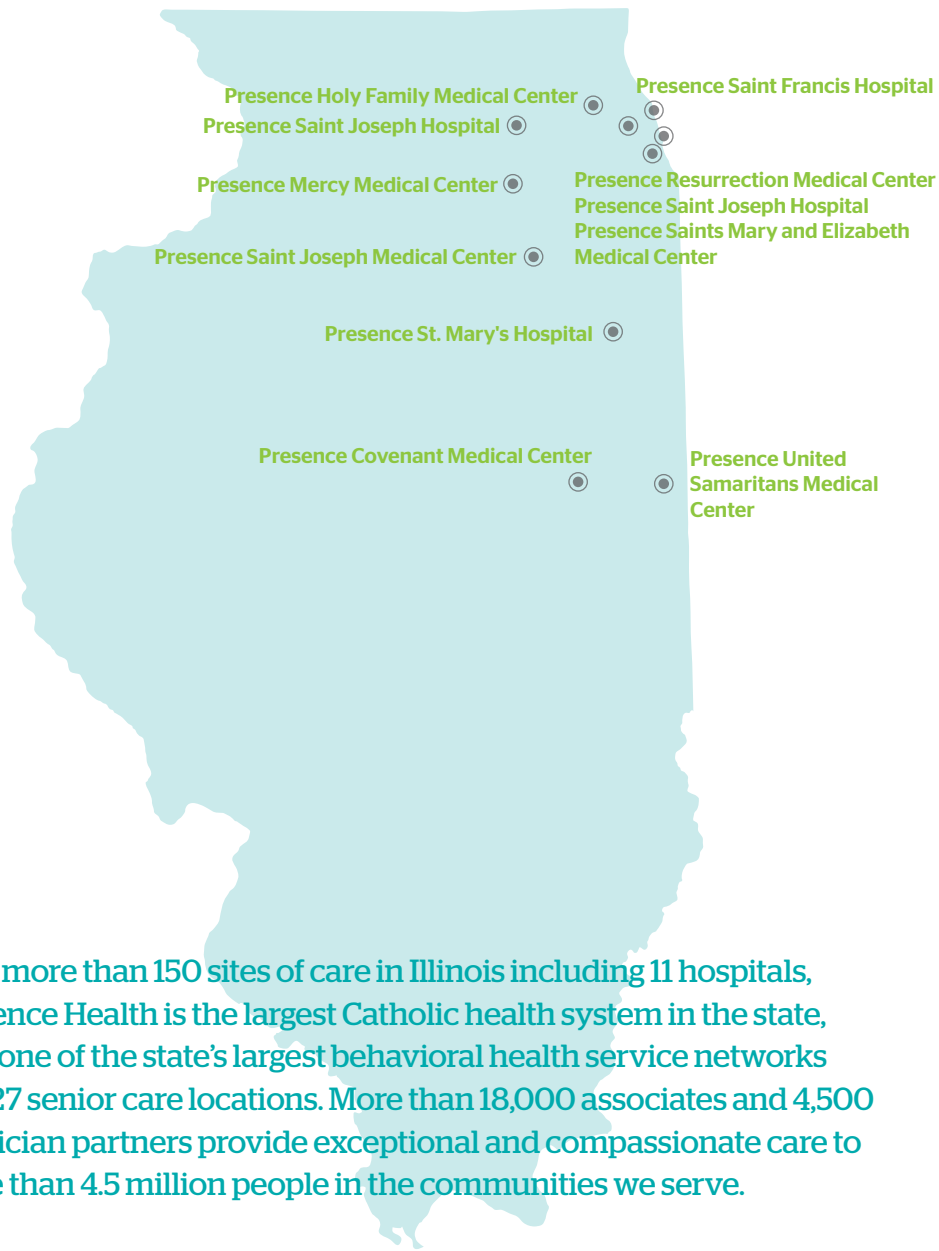 Presence Holy Family Medical Center
Presence Saint Francis Hospital
Presence Saint Joseph Hospital
Presence Mercy Medical Center
Presence Resurrection Medical Center
Presence Saint Joseph Hospital
Presence Saints Mary and Elizabeth
Medical Center
Presence Saint Joseph Medical Center
Presence St. Mary's Hospital
Presence Covenant Medical Center
Presence United
Samaritans Medical
Center
more than 150 sites of care in Illinois including 11 hospitals,
ence Health is the largest Catholic health system in the state,
one of the state's largest behavioral health service networks
27 senior care locations. More than 18,000 associates and 4,500
ician partners provide exceptional and compassionate care to
than 4.5 million people in the communities we serve.